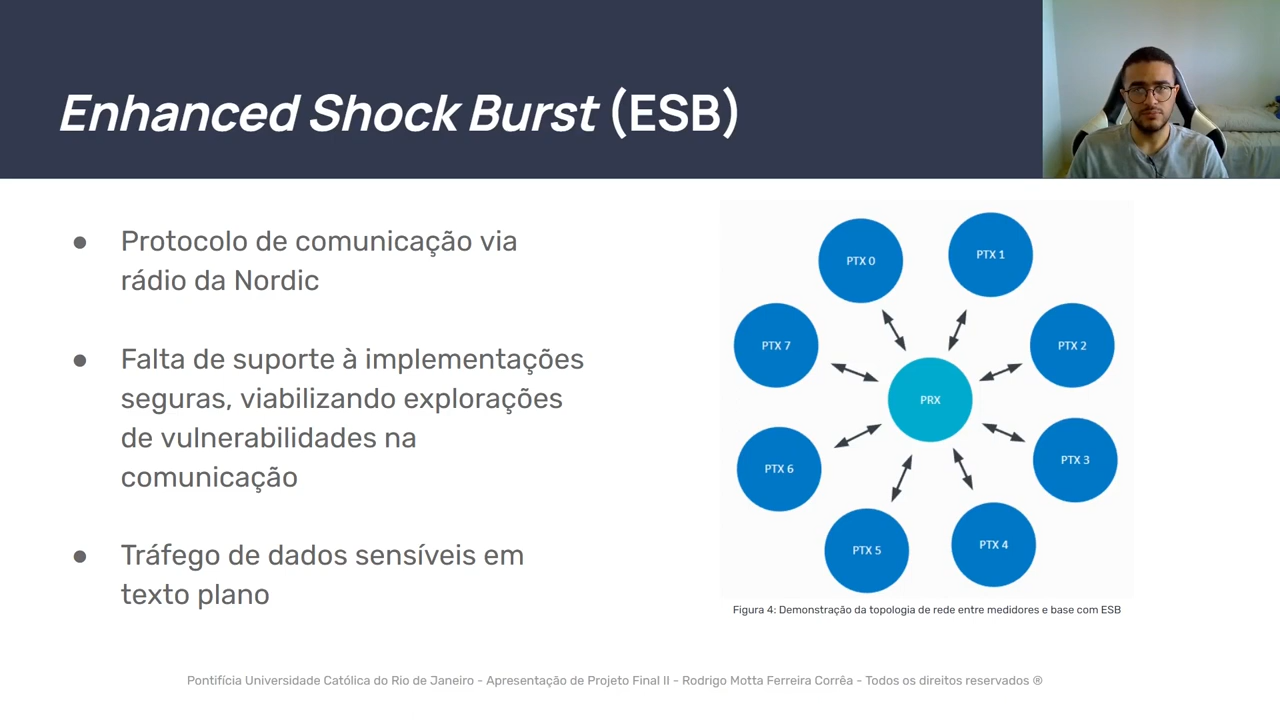 Enhanced Shock Burst (ESB)
● Protocolo de comunicação via
rádio da Nordic
● Falta de suporte à implementações
seguras, viabilizando explorações
de vulnerabilidades na
comunicação
● Tráfego de dados sensíveis em
texto plano
PTX 0
PTX 1
PTX 7
PTX 2
PRX
PTX 6
PTX 3
PTX 5
PTX 4
Figura 4: Demonstração da topologia de rede entre medidores e base com ESB
Pontifícia Universidade Católica do Rio de Janeiro - Apresentação de Projeto Final II - Rodrigo Motta Ferreira Corrêa - Todos os direitos reservados ®